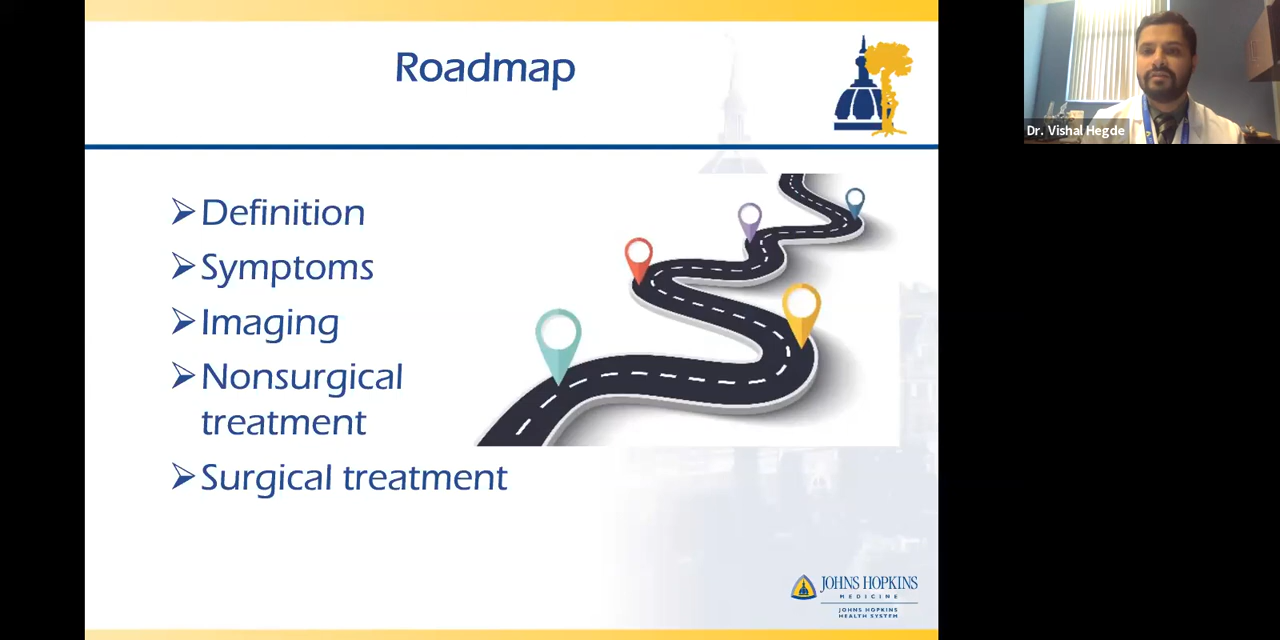 Roadmap
Dr. Vishal Hegde
➢Definition
➢Symptoms
➢Imaging
➢Nonsurgical
treatment
➢Surgical treatment
JOHNS HOPKINS
MEDICINE
JOHNS HOPKINS
HEALTH SYSTEM